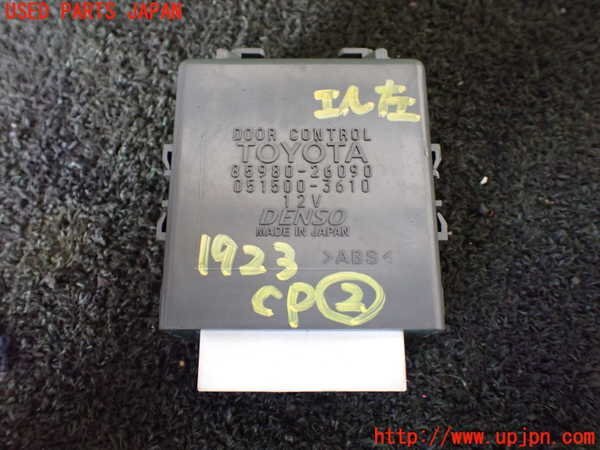 USED PARTS JAPAN
エル左
DOOR CONTROL
TOYOTA
85980-26090
051500-3610
12V
DENSO
MADE IN JAPAN
>ABS<
1923
CP②
http://www.upjpn.com/